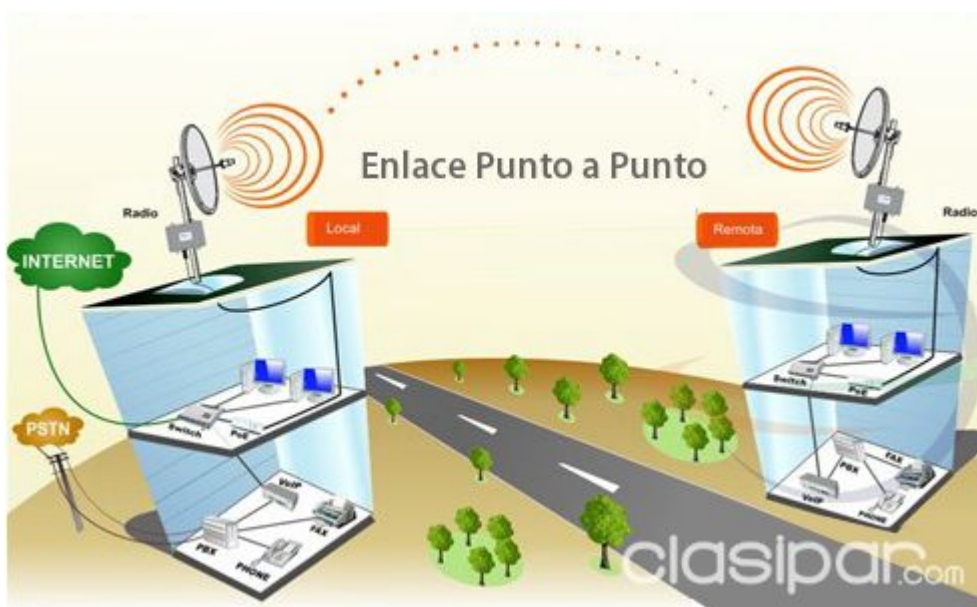 Enlace Punto a Punto
Radio
Local
Remota
Radio
INTERNET
Switch
PoE
Switch
PoE
PSTN
VoIP
FAX
PBX
PHONE
FAX
PBX
VoIP
PHONE
clasipar.com